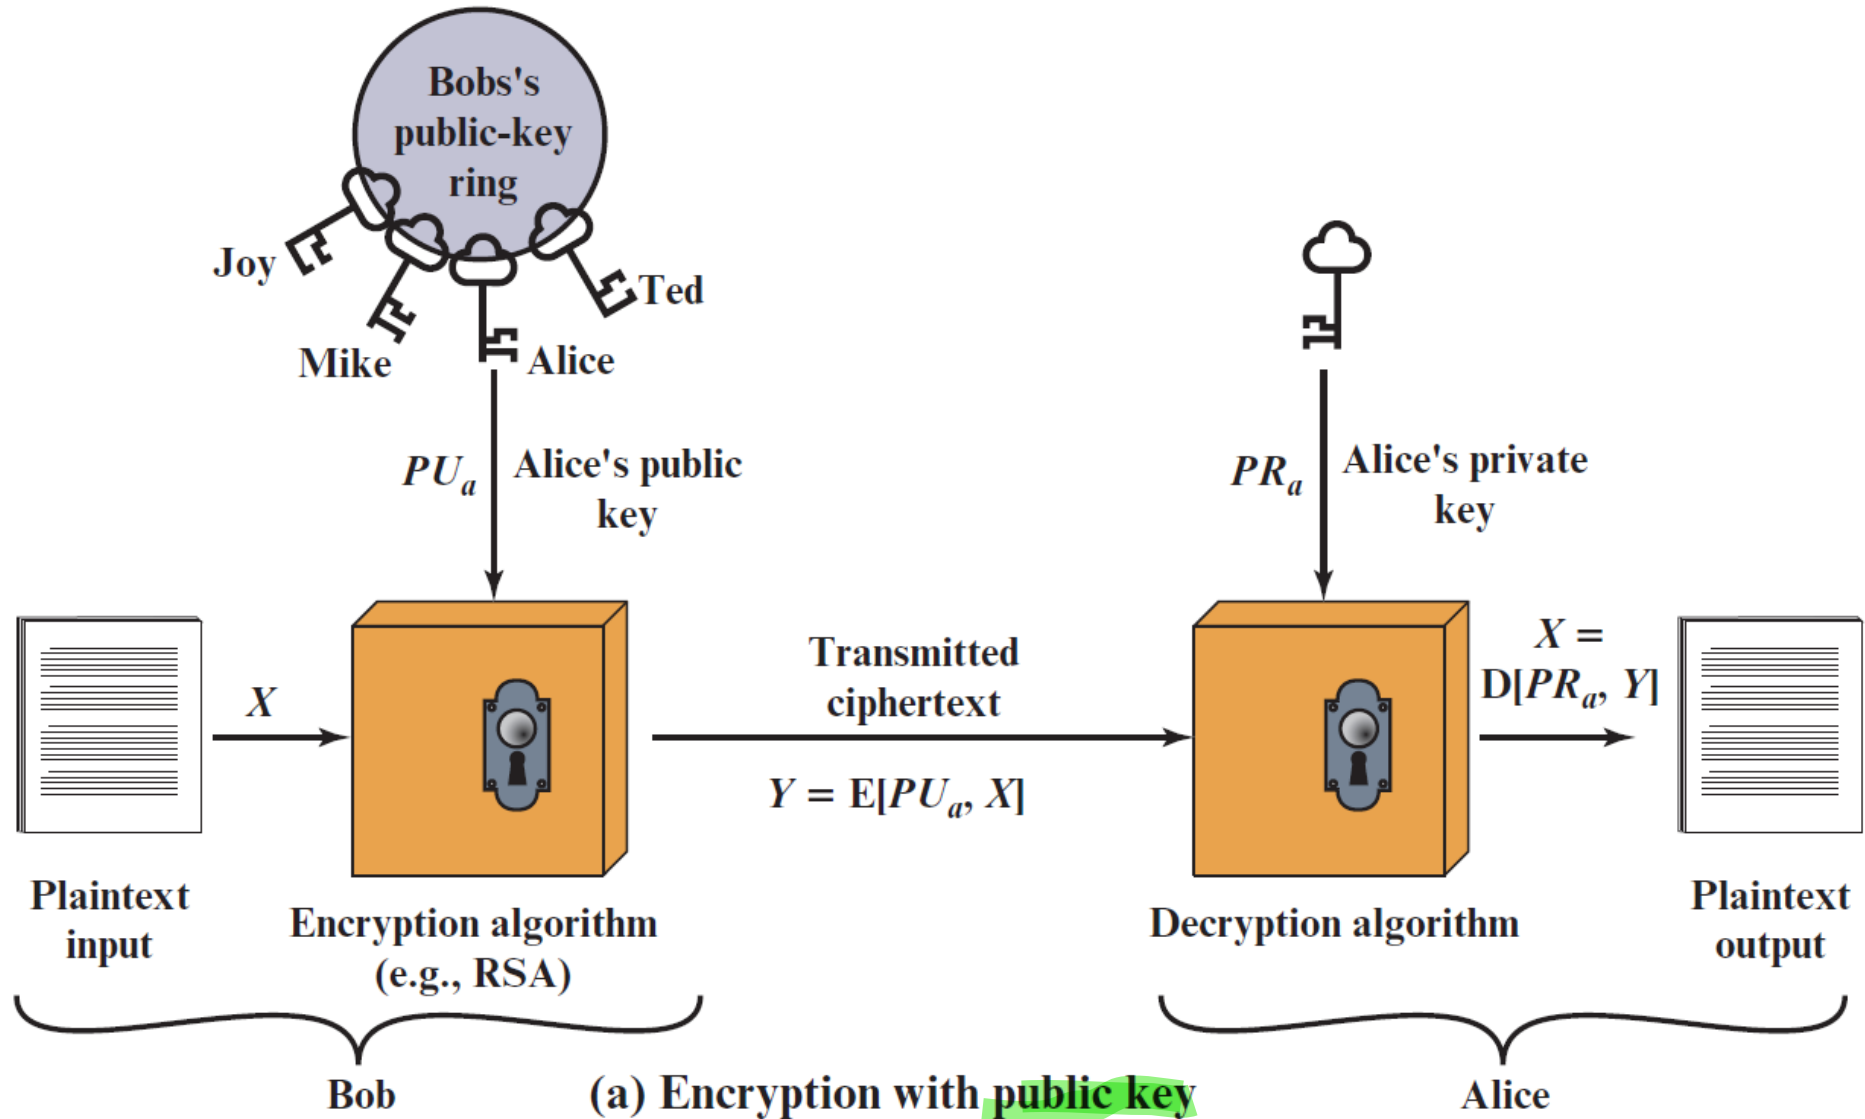 Bobs's
public-key
ring
Joy
Ted
Mike
Alice
PUa
Alice's public
key
PRa
Alice's private
key
X
Transmitted
ciphertext
Y = E[PUa, X]
X =
D[PRa, Y]
Plaintext
input
Encryption algorithm
(e.g., RSA)
Decryption algorithm
Plaintext
output
Bob
(a) Encryption with public key
Alice